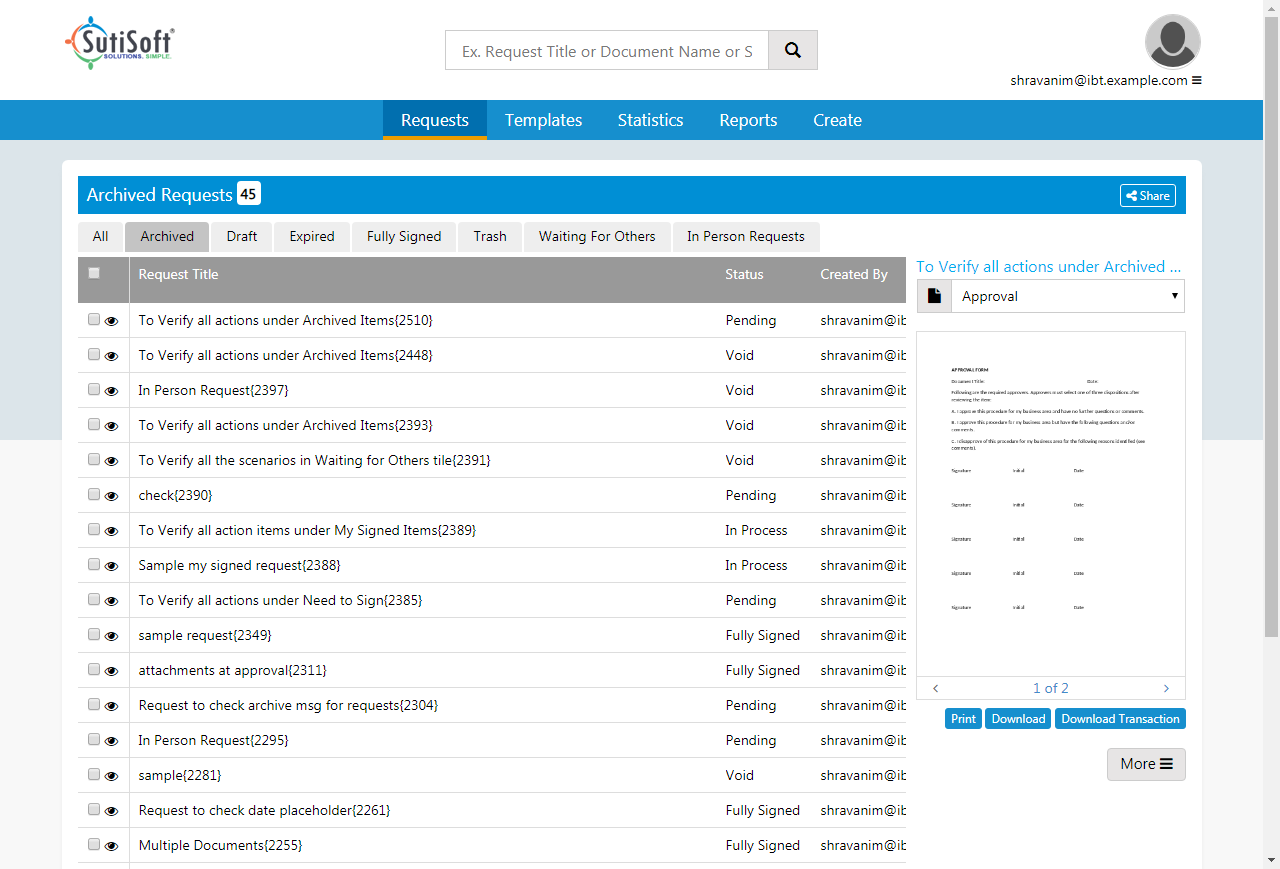 SutiSoft®
SOLUTIONS. SIMPLE.
Ex. Request Title or Document Name or S
shravanim@ibt.example.com
Requests Templates Statistics Reports Create
Archived Requests 45
Share
All Archived Draft Expired Fully Signed Trash Waiting For Others In Person Requests
Request Title Status Created By
To Verify all actions under Archived Items{2510} Pending shravanim@ib
To Verify all actions under Archived Items{2448} Void shravanim@ib
In Person Request{2397} Void shravanim@ib
To Verify all actions under Archived Items{2393} Void shravanim@ib
To Verify all the scenarios in Waiting for Others tile{2391} Void shravanim@ib
check{2390} Pending shravanim@ib
To Verify all action items under My Signed Items{2389} In Process shravanim@ib
Sample my signed request{2388} In Process shravanim@ib
To Verify all actions under Need to Sign{2385} Pending shravanim@ib
sample request{2349} Fully Signed shravanim@ib
attachments at approval{2311} Fully Signed shravanim@ib
Request to check archive msg for requests{2304} Pending shravanim@ib
In Person Request{2295} Pending shravanim@ib
sample{2281} Void shravanim@ib
Request to check date placeholder{2261} Fully Signed shravanim@ib
Multiple Documents{2255} Fully Signed shravanim@ib
To Verify all actions under Archived ...
Approval
APPROVAL FORM
Document Title: Date:
Following are the required approvers. Approvers must select one of three dispositions after
reviewing the item:
A. I approve this procedure for my business area and have no further questions or comments.
B. I approve this procedure for my business area but have the following questions and/or
comments.
C. I disapprove of this procedure for my business area for the following reasons identified (see
comments).
Signature Initial Date
Signature Initial Date
Signature Initial Date
Signature Initial Date
Signature Initial Date
1 of 2
Print Download Download Transaction
More